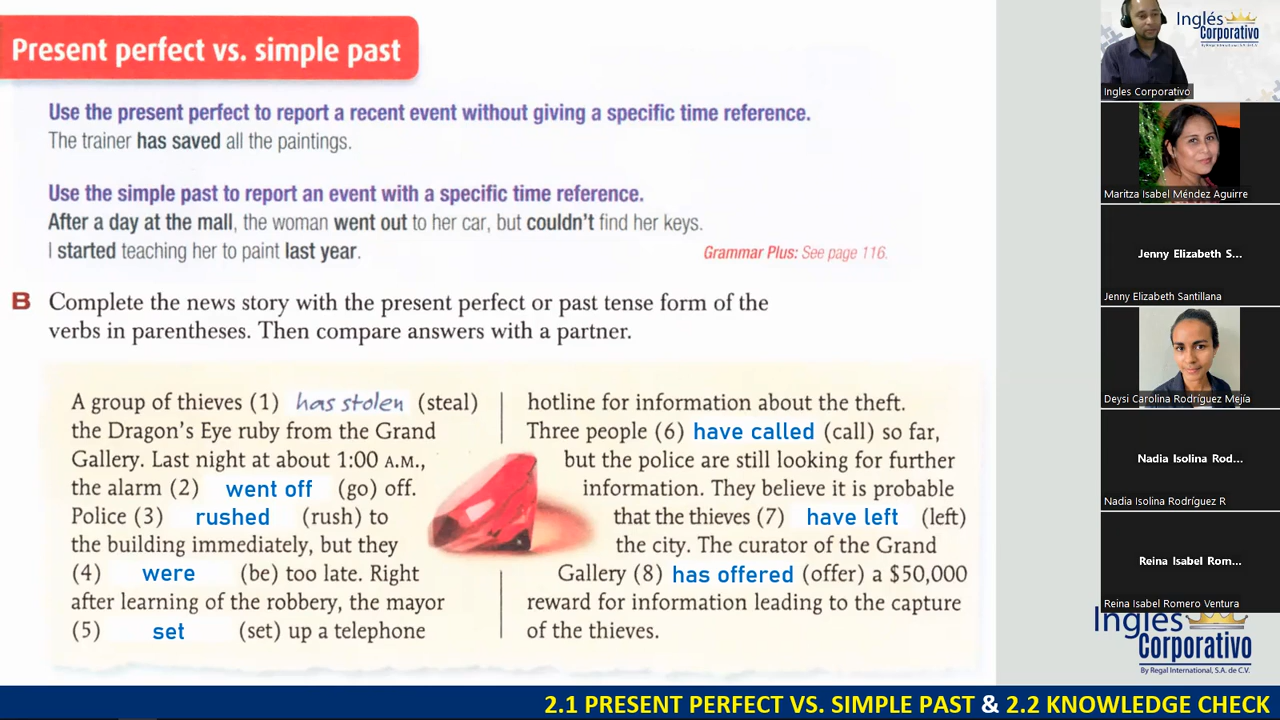 Present perfect vs. simple past
Use the present perfect to report a recent event without giving a specific time reference.
The trainer has saved all the paintings.
Use the simple past to report an event with a specific time reference.
After a day at the mall, the woman went out to her car, but couldn't find her keys.
I started teaching her to paint last year.
Grammar Plus: See page 116.
B Complete the news story with the present perfect or past tense form of the
verbs in parentheses. Then compare answers with a partner.
A group of thieves (1) has stolen (steal)
the Dragon's Eye ruby from the Grand
Gallery. Last night at about 1:00 A.M.,
the alarm (2) went off (go) off.
Police (3) rushed (rush) to
the building immediately, but they
(4) were (be) too late. Right
after learning of the robbery, the mayor
(5) set (set) up a telephone
hotline for information about the theft.
Three people (6) have called (call) so far,
but the police are still looking for further
information. They believe it is probable
that the thieves (7) have left (left)
the city. The curator of the Grand
Gallery (8) has offered (offer) a $50,000
reward for information leading to the capture
of the thieves.
Inglés
Corporativo
By Regal International, S.A. de C.V.
Ingles Corporativo
Maritza Isabel Méndez Aguirre
Jenny Elizabeth S...
Jenny Elizabeth Santillana
Deysi Carolina Rodríguez Mejía
Nadia Isolina Rod...
Nadia Isolina Rodríguez R
Reina Isabel Rom...
Reina Isabel Romero Ventura
Inglés
Corporativo
By Regal International, S.A. de C.V.
2.1 PRESENT PERFECT VS. SIMPLE PAST & 2.2 KNOWLEDGE CHECK